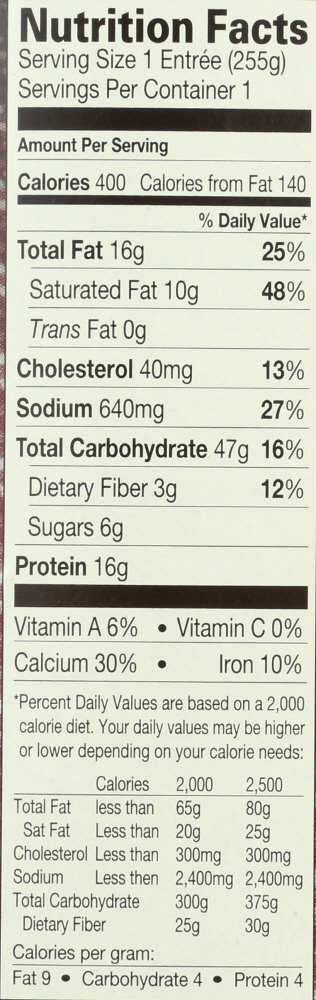 Nutrition Facts
Serving Size 1 Entrée (255g)
Servings Per Container 1
Amount Per Serving
Calories 400 Calories from Fat 140
% Daily Value*
Total Fat 16g 25%
Saturated Fat 10g 48%
Trans Fat 0g
Cholesterol 40mg 13%
Sodium 640mg 27%
Total Carbohydrate 47g 16%
Dietary Fiber 3g 12%
Sugars 6g
Protein 16g
Vitamin A 6% • Vitamin C 0%
Calcium 30% • Iron 10%
*Percent Daily Values are based on a 2,000
calorie diet. Your daily values may be higher
or lower depending on your calorie needs:
Calories 2,000 2,500
Total Fat less than 65g 80g
Sat Fat Less than 20g 25g
Cholesterol Less than 300mg 300mg
Sodium Less then 2,400mg 2,400mg
Total Carbohydrate 300g 375g
Dietary Fiber 25g 30g
Calories per gram:
Fat 9 • Carbohydrate 4 • Protein 4